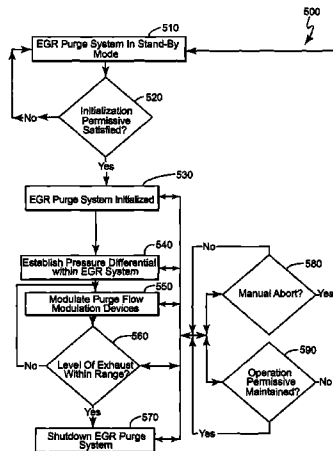 500
510
EGR Purge System In Stand-By
Mode
520
Initialization
Permissive
Satisfied?
No
Yes
530
EGR Purge System Initialized
540
Establish Pressure Differential
within EGR System
550
Modulate Purge Flow
Modulation Devices
560
Level Of Exhaust
Within Range?
No
Yes
570
Shutdown EGR Purge
System
No
580
Manual Abort?
Yes
590
Operation
Permissive
Maintained?
No
Yes